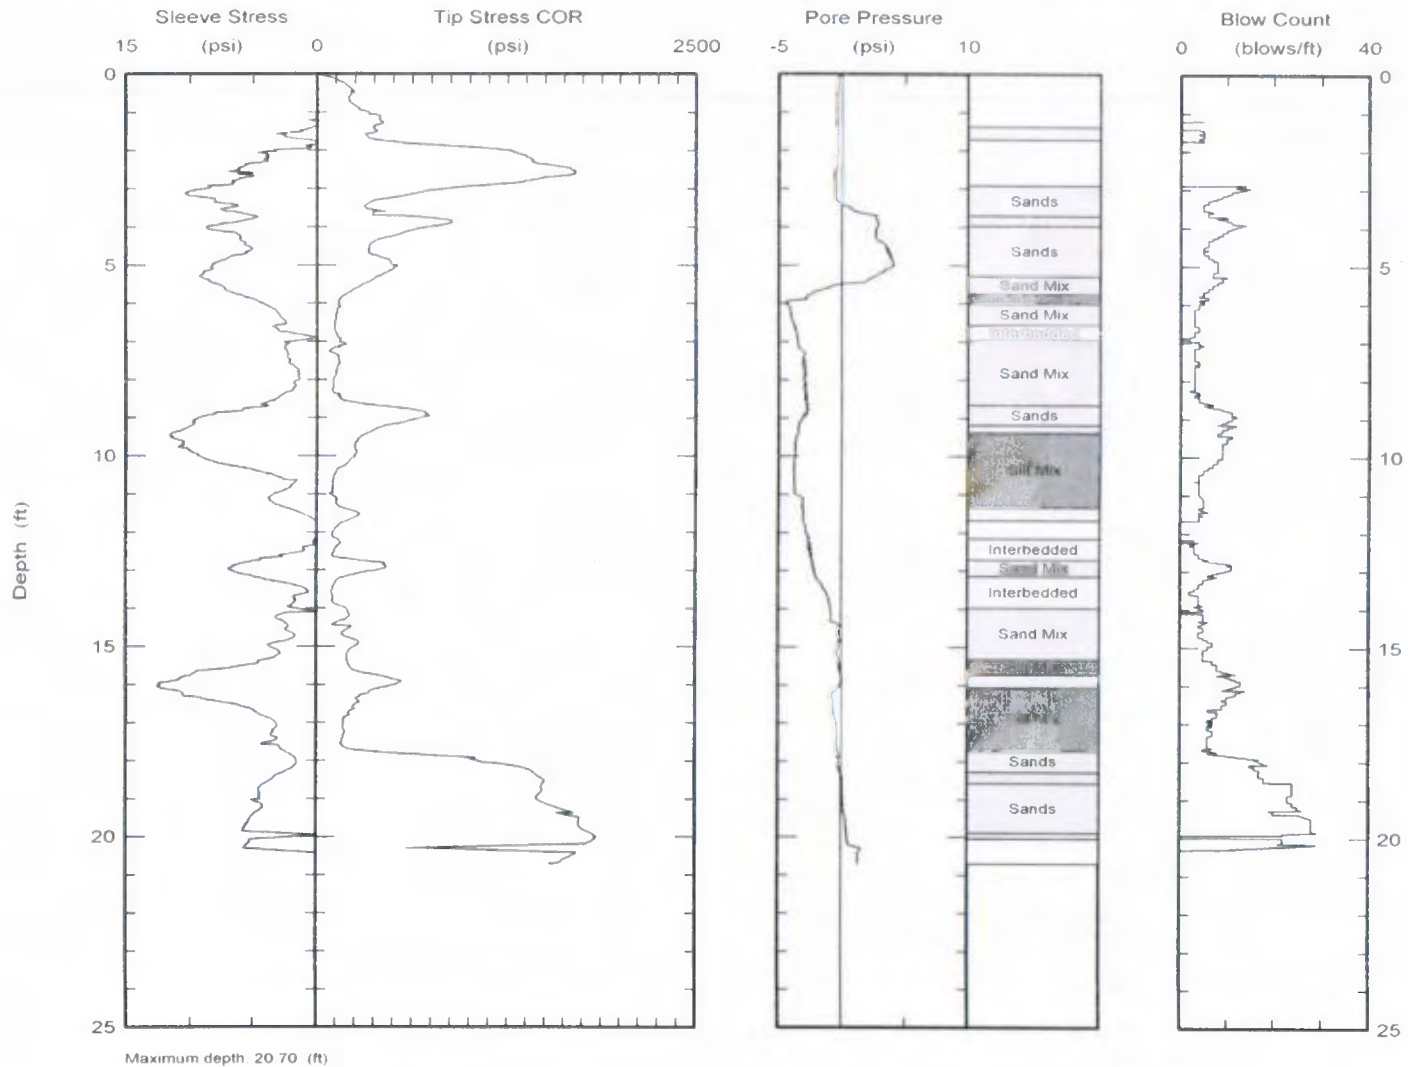 Sleeve Stress Tip Stress COR Pore Pressure Blow Count
15 (psi) 0 (psi) 2500 -5 (psi) 10 0 (blows/ft) 40
0 0
Sands
Sands
5 5
Sand Mix
Sand Mix
Interbedded
Sand Mix
Sands
10 10
Silt Mix
Interbedded
Sand Mix
Interbedded
Depth (ft)
Sand Mix
15 15
Sands
Sands
20 20
25 25
Maximum depth: 20.70 (ft)